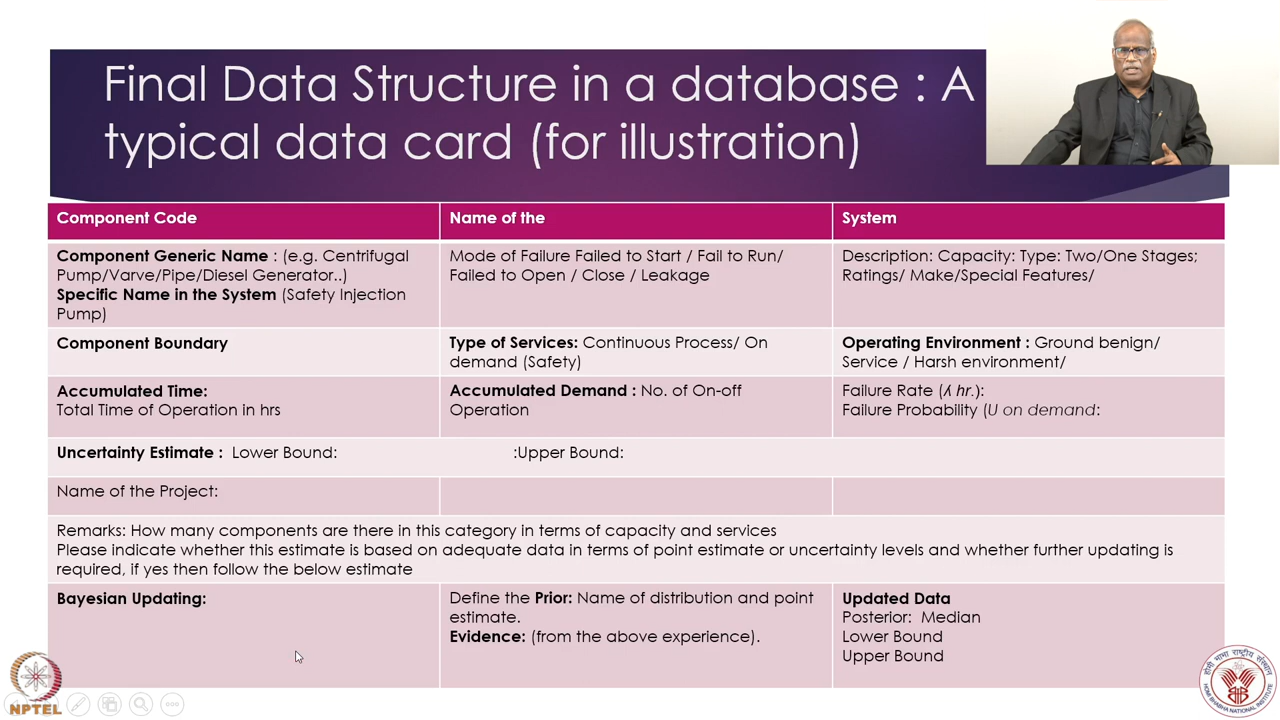 Final Data Structure in a database : A
typical data card (for illustration)
Component Code
Name of the
System
Component Generic Name : (e.g. Centrifugal
Pump/Varve/Pipe/Diesel Generator..)
Specific Name in the System (Safety Injection
Pump)
Mode of Failure Failed to Start / Fail to Run/
Failed to Open / Close / Leakage
Description: Capacity: Type: Two/One Stages;
Ratings/ Make/Special Features/
Component Boundary
Type of Services: Continuous Process/ On
demand (Safety)
Operating Environment : Ground benign/
Service / Harsh environment/
Accumulated Time:
Total Time of Operation in hrs
Accumulated Demand : No. of On-off
Operation
Failure Rate (ʎ hr.):
Failure Probability (U on demand:
Uncertainty Estimate : Lower Bound: :Upper Bound:
Name of the Project:
Remarks: How many components are there in this category in terms of capacity and services
Please indicate whether this estimate is based on adequate data in terms of point estimate or uncertainty levels and whether further updating is
required, if yes then follow the below estimate
Bayesian Updating:
Define the Prior: Name of distribution and point
estimate.
Evidence: (from the above experience).
Updated Data
Posterior: Median
Lower Bound
Upper Bound
NPTEL
होमी भाभा राष्ट्रीय संस्थान
HOMI BHABHA NATIONAL INSTITUTE